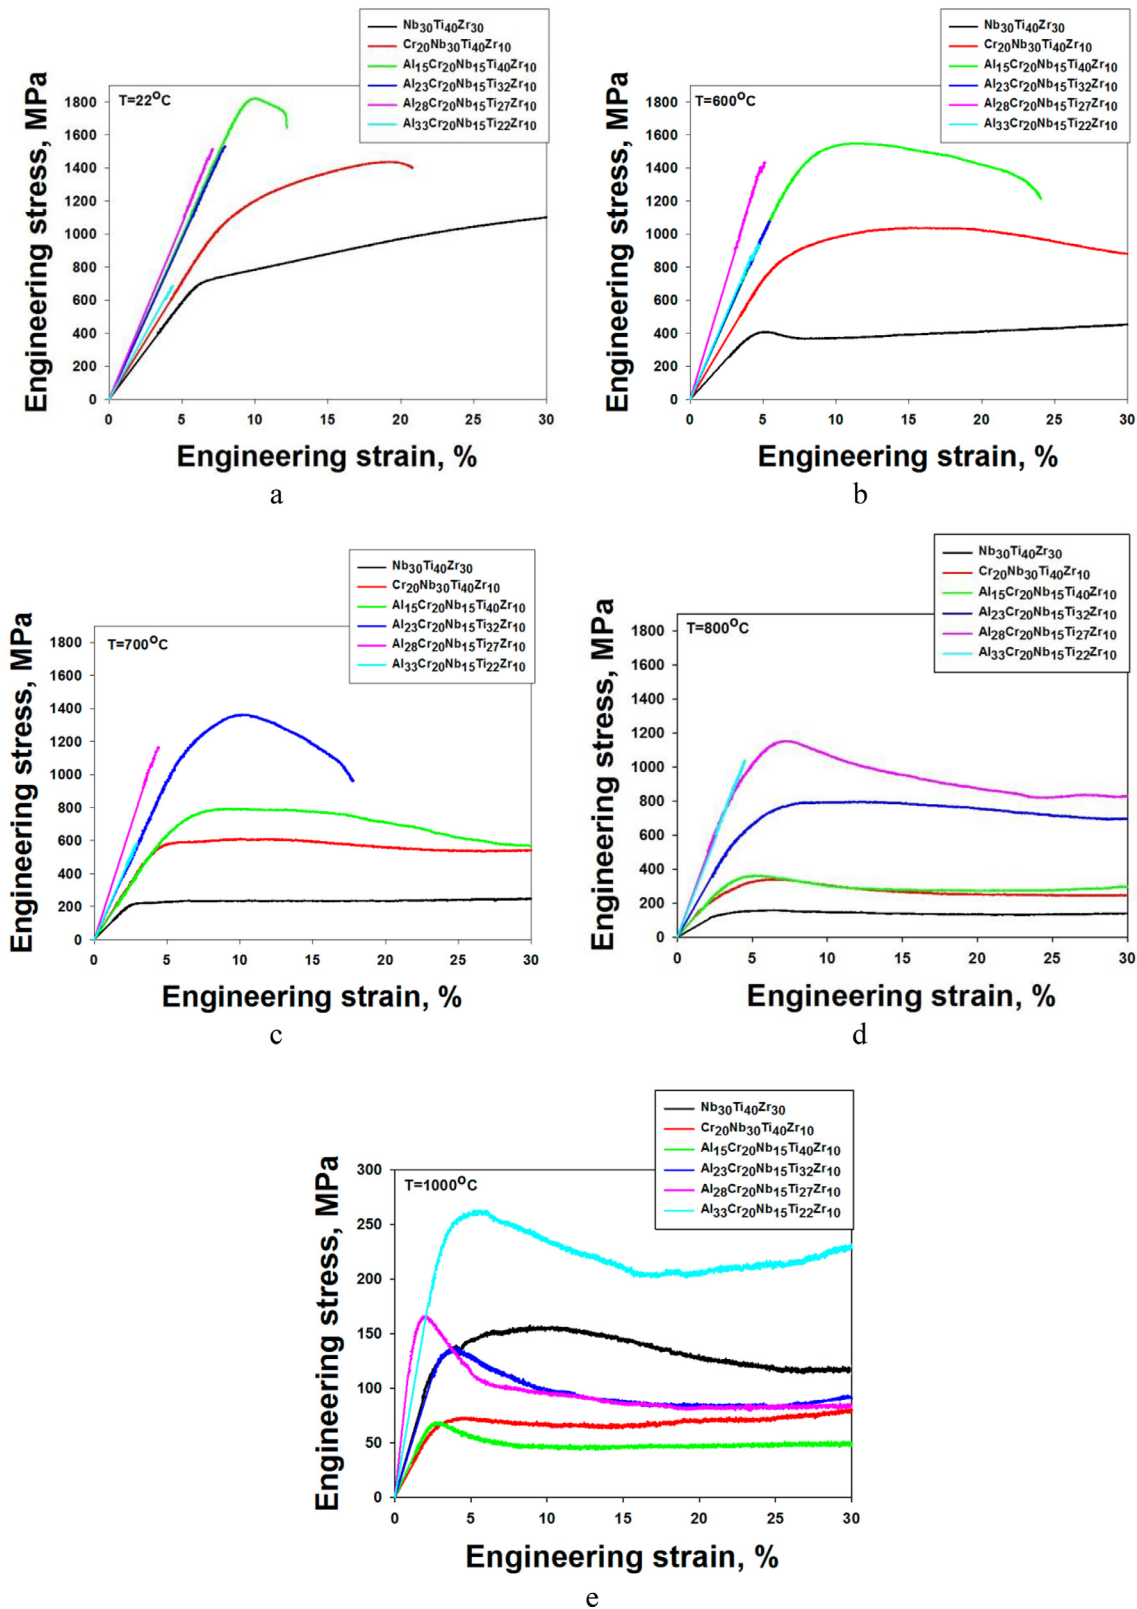 Nb30Ti40Zr30
Cr20Nb30Ti40Zr10
Al15Cr20Nb15Ti40Zr10
Al23Cr20Nb15Ti32Zr10
Al28Cr20Nb15Ti27Zr10
Al33Cr20Nb15Ti22Zr10
T=22ºC
Engineering stress, MPa
1800
1600
1400
1200
1000
800
600
400
200
0
0 5 10 15 20 25 30
Engineering strain, %
a
Nb30Ti40Zr30
Cr20Nb30Ti40Zr10
Al15Cr20Nb15Ti40Zr10
Al23Cr20Nb15Ti32Zr10
Al28Cr20Nb15Ti27Zr10
Al33Cr20Nb15Ti22Zr10
T=600ºC
Engineering stress, MPa
1800
1600
1400
1200
1000
800
600
400
200
0
0 5 10 15 20 25 30
Engineering strain, %
b
Nb30Ti40Zr30
Cr20Nb30Ti40Zr10
Al15Cr20Nb15Ti40Zr10
Al23Cr20Nb15Ti32Zr10
Al28Cr20Nb15Ti27Zr10
Al33Cr20Nb15Ti22Zr10
T=700ºC
Engineering stress, MPa
1800
1600
1400
1200
1000
800
600
400
200
0
0 5 10 15 20 25 30
Engineering strain, %
c
Nb30Ti40Zr30
Cr20Nb30Ti40Zr10
Al15Cr20Nb15Ti40Zr10
Al23Cr20Nb15Ti32Zr10
Al28Cr20Nb15Ti27Zr10
Al33Cr20Nb15Ti22Zr10
T=800ºC
Engineering stress, MPa
1800
1600
1400
1200
1000
800
600
400
200
0
0 5 10 15 20 25 30
Engineering strain, %
d
Nb30Ti40Zr30
Cr20Nb30Ti40Zr10
Al15Cr20Nb15Ti40Zr10
Al23Cr20Nb15Ti32Zr10
Al28Cr20Nb15Ti27Zr10
Al33Cr20Nb15Ti22Zr10
T=1000ºC
Engineering stress, MPa
300
250
200
150
100
50
0
0 5 10 15 20 25 30
Engineering strain, %
e